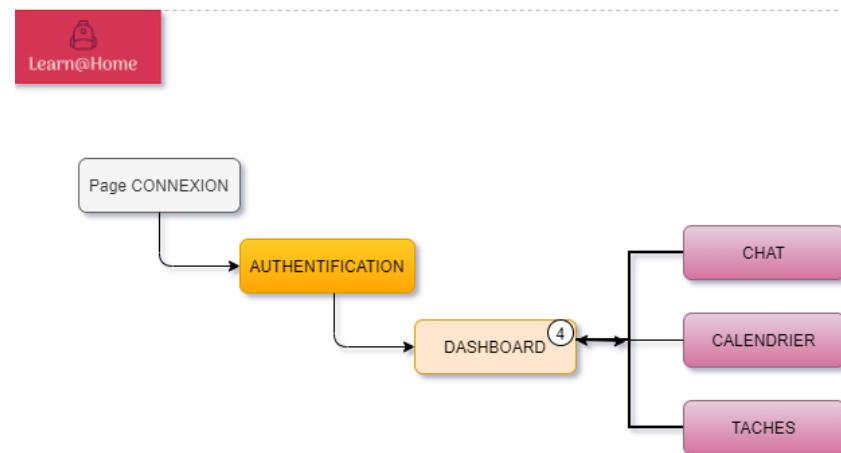 Learn@Home
Page CONNEXION
AUTHENTIFICATION
DASHBOARD
4
CHAT
CALENDRIER
TACHES